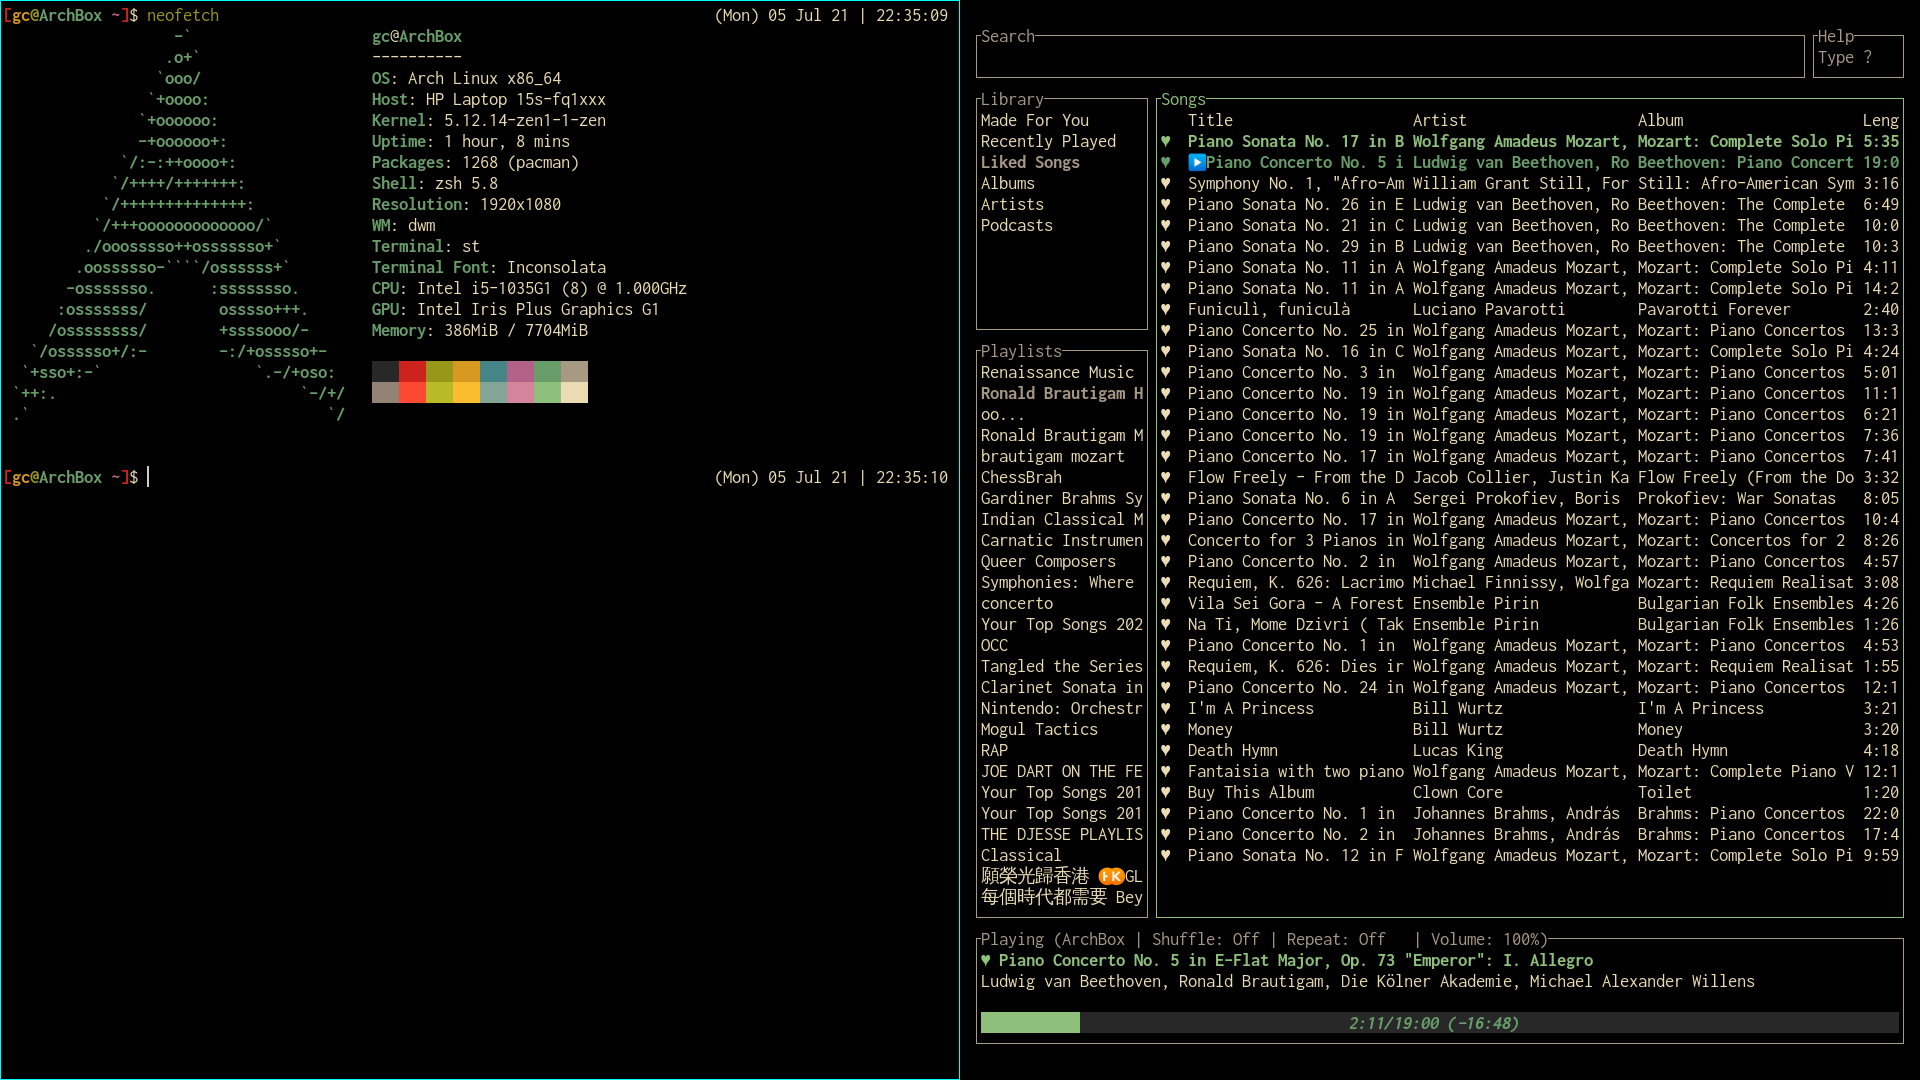 [gc@ArchBox ~]$ neofetch (Mon) 05 Jul 21 | 22:35:09
-`
.o+`
`ooo/
`+oooo:
`+oooooo:
-+oooooo+:
`/:-:++oooo+:
`/++++/+++++++:
`/++++++++++++++:
`/+++ooooooooooooo/`
./ooosssso++osssssso+`
.oossssso-````/ossssss+`
-osssssso. :ssssssso.
:osssssss/ osssso+++.
/ossssssss/ +ssssooo/-
`/ossssso+/:- -:/+osssso+-
`+sso+:-` `.-/+oso:
`++:. `-/+/
.` `/
gc@ArchBox
----------
OS: Arch Linux x86_64
Host: HP Laptop 15s-fq1xxx
Kernel: 5.12.14-zen1-1-zen
Uptime: 1 hour, 8 mins
Packages: 1268 (pacman)
Shell: zsh 5.8
Resolution: 1920x1080
WM: dwm
Terminal: st
Terminal Font: Inconsolata
CPU: Intel i5-1035G1 (8) @ 1.000GHz
GPU: Intel Iris Plus Graphics G1
Memory: 386MiB / 7704MiB
[gc@ArchBox ~]$ (Mon) 05 Jul 21 | 22:35:10
Search
Help
Type ?
Library
Made For You
Recently Played
Liked Songs
Albums
Artists
Podcasts
Playlists
Renaissance Music
Ronald Brautigam H
oo...
Ronald Brautigam M
brautigam mozart
ChessBrah
Gardiner Brahms Sy
Indian Classical M
Carnatic Instrumen
Queer Composers
Symphonies: Where
concerto
Your Top Songs 202
OCC
Tangled the Series
Clarinet Sonata in
Nintendo: Orchestr
Mogul Tactics
RAP
JOE DART ON THE FE
Your Top Songs 201
Your Top Songs 201
THE DJESSE PLAYLIS
Classical
願榮光歸香港 HKGL
每個時代都需要 Bey
Songs
Title Artist Album Leng
♥ Piano Sonata No. 17 in B Wolfgang Amadeus Mozart, Mozart: Complete Solo Pi 5:35
♥ ▶Piano Concerto No. 5 i Ludwig van Beethoven, Ro Beethoven: Piano Concert 19:0
♥ Symphony No. 1, "Afro-Am William Grant Still, For Still: Afro-American Sym 3:16
♥ Piano Sonata No. 26 in E Ludwig van Beethoven, Ro Beethoven: The Complete 6:49
♥ Piano Sonata No. 21 in C Ludwig van Beethoven, Ro Beethoven: The Complete 10:0
♥ Piano Sonata No. 29 in B Ludwig van Beethoven, Ro Beethoven: The Complete 10:3
♥ Piano Sonata No. 11 in A Wolfgang Amadeus Mozart, Mozart: Complete Solo Pi 4:11
♥ Piano Sonata No. 11 in A Wolfgang Amadeus Mozart, Mozart: Complete Solo Pi 14:2
♥ Funiculì, funiculà Luciano Pavarotti Pavarotti Forever 2:40
♥ Piano Concerto No. 25 in Wolfgang Amadeus Mozart, Mozart: Piano Concertos 13:3
♥ Piano Sonata No. 16 in C Wolfgang Amadeus Mozart, Mozart: Complete Solo Pi 4:24
♥ Piano Concerto No. 3 in Wolfgang Amadeus Mozart, Mozart: Piano Concertos 5:01
♥ Piano Concerto No. 19 in Wolfgang Amadeus Mozart, Mozart: Piano Concertos 11:1
♥ Piano Concerto No. 19 in Wolfgang Amadeus Mozart, Mozart: Piano Concertos 6:21
♥ Piano Concerto No. 19 in Wolfgang Amadeus Mozart, Mozart: Piano Concertos 7:36
♥ Piano Concerto No. 17 in Wolfgang Amadeus Mozart, Mozart: Piano Concertos 7:41
♥ Flow Freely - From the D Jacob Collier, Justin Ka Flow Freely (From the Do 3:32
♥ Piano Sonata No. 6 in A Sergei Prokofiev, Boris Prokofiev: War Sonatas 8:05
♥ Piano Concerto No. 17 in Wolfgang Amadeus Mozart, Mozart: Piano Concertos 10:4
♥ Concerto for 3 Pianos in Wolfgang Amadeus Mozart, Mozart: Concertos for 2 8:26
♥ Piano Concerto No. 2 in Wolfgang Amadeus Mozart, Mozart: Piano Concertos 4:57
♥ Requiem, K. 626: Lacrimo Michael Finnissy, Wolfga Mozart: Requiem Realisat 3:08
♥ Vila Sei Gora - A Forest Ensemble Pirin Bulgarian Folk Ensembles 4:26
♥ Na Ti, Mome Dzivri ( Tak Ensemble Pirin Bulgarian Folk Ensembles 1:26
♥ Piano Concerto No. 1 in Wolfgang Amadeus Mozart, Mozart: Piano Concertos 4:53
♥ Requiem, K. 626: Dies ir Wolfgang Amadeus Mozart, Mozart: Requiem Realisat 1:55
♥ Piano Concerto No. 24 in Wolfgang Amadeus Mozart, Mozart: Piano Concertos 12:1
♥ I'm A Princess Bill Wurtz I'm A Princess 3:21
♥ Money Bill Wurtz Money 3:20
♥ Death Hymn Lucas King Death Hymn 4:18
♥ Fantaisia with two piano Wolfgang Amadeus Mozart, Mozart: Complete Piano V 12:1
♥ Buy This Album Clown Core Toilet 1:20
♥ Piano Concerto No. 1 in Johannes Brahms, András Brahms: Piano Concertos 22:0
♥ Piano Concerto No. 2 in Johannes Brahms, András Brahms: Piano Concertos 17:4
♥ Piano Sonata No. 12 in F Wolfgang Amadeus Mozart, Mozart: Complete Solo Pi 9:59
Playing (ArchBox | Shuffle: Off | Repeat: Off | Volume: 100%)
♥ Piano Concerto No. 5 in E-Flat Major, Op. 73 "Emperor": I. Allegro
Ludwig van Beethoven, Ronald Brautigam, Die Kölner Akademie, Michael Alexander Willens
2:11/19:00 (-16:48)